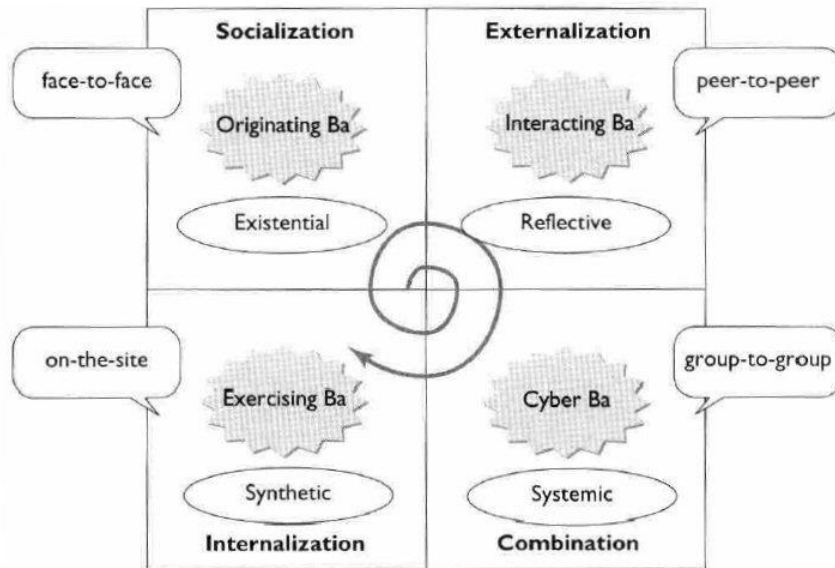 Socialization
Externalization
face-to-face
peer-to-peer
Originating Ba
Interacting Ba
Existential
Reflective
on-the-site
group-to-group
Exercising Ba
Cyber Ba
Synthetic
Systemic
Internalization
Combination